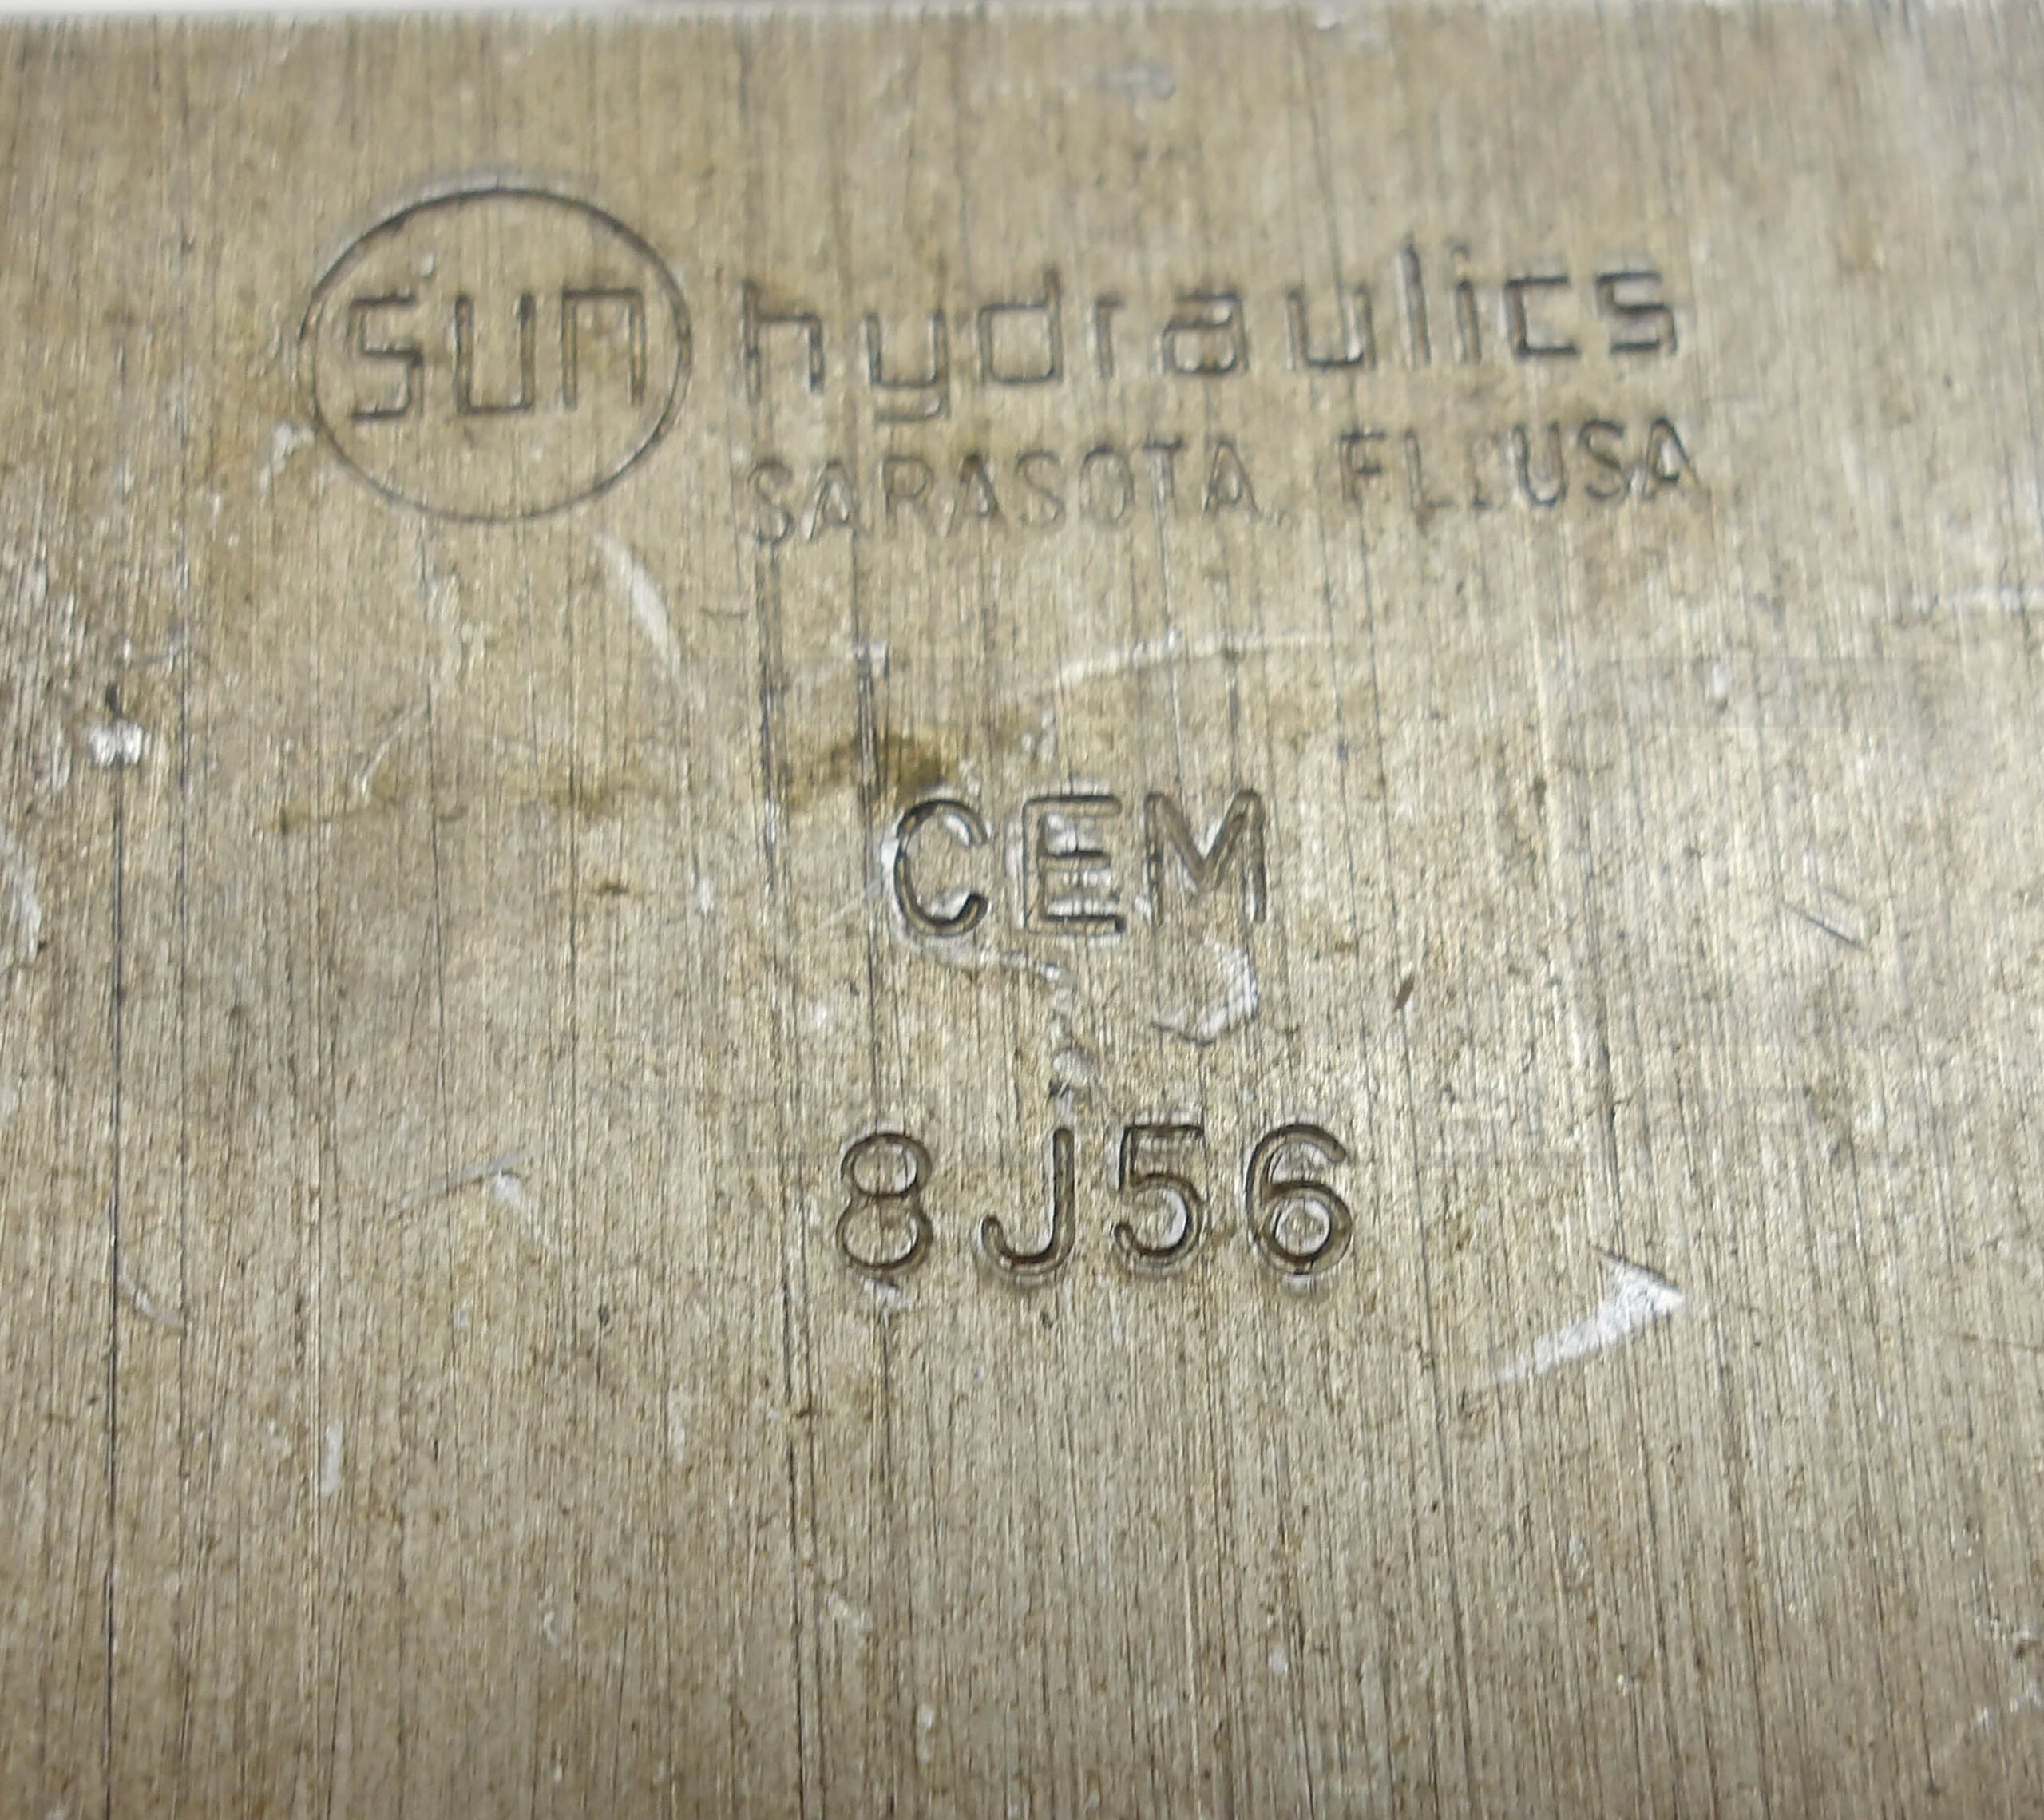 sun hydraulics
SARASOTA, FL. USA
CEM
8J56